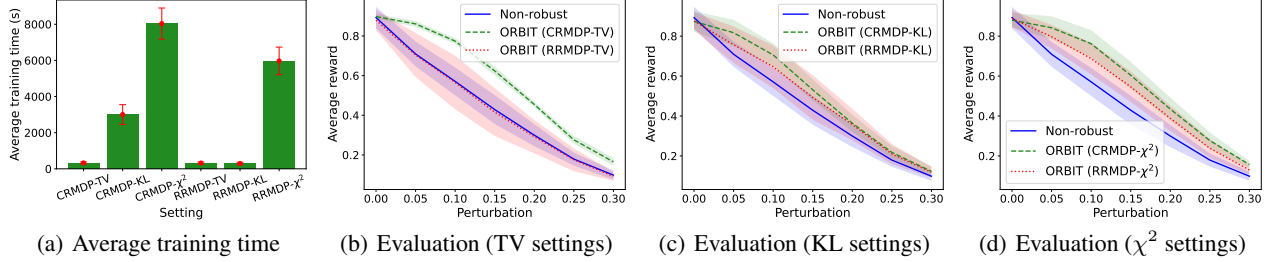 Average training time (s)
8000
6000
4000
2000
0
CRMDP-TV
CRMDP-KL
CRMDP-χ²
RRMDP-TV
RRMDP-KL
RRMDP-χ²
Setting
(a) Average training time
Average reward
0.8
0.6
0.4
0.2
Non-robust
ORBIT (CRMDP-TV)
ORBIT (RRMDP-TV)
0.00 0.05 0.10 0.15 0.20 0.25 0.30
Perturbation
(b) Evaluation (TV settings)
Average reward
0.8
0.6
0.4
0.2
Non-robust
ORBIT (CRMDP-KL)
ORBIT (RRMDP-KL)
0.00 0.05 0.10 0.15 0.20 0.25 0.30
Perturbation
(c) Evaluation (KL settings)
Average reward
0.8
0.6
0.4
0.2
Non-robust
ORBIT (CRMDP-χ²)
ORBIT (RRMDP-χ²)
0.00 0.05 0.10 0.15 0.20 0.25 0.30
Perturbation
(d) Evaluation (χ² settings)